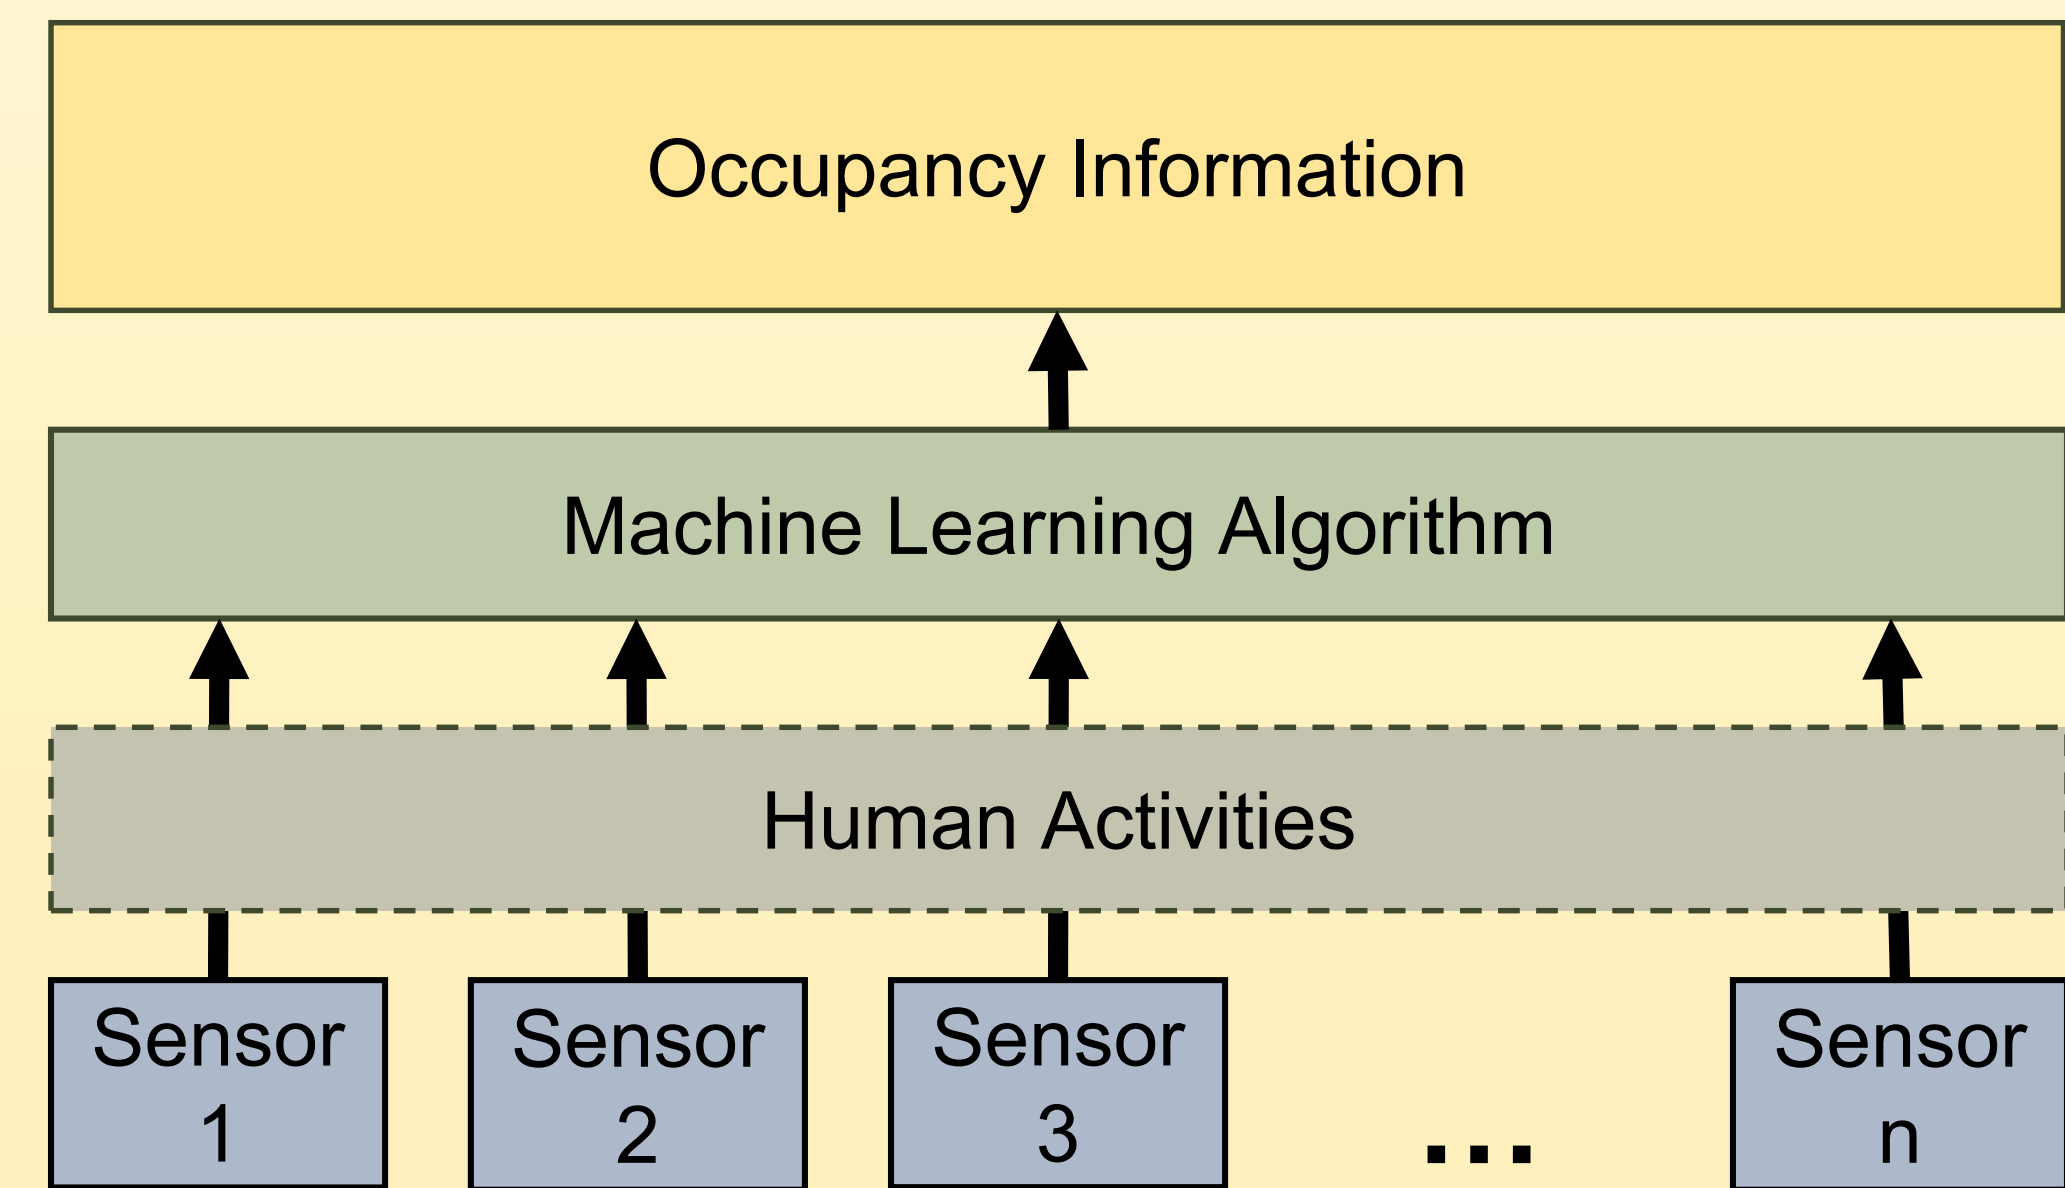 Occupancy Information
Machine Learning Algorithm
Human Activities
Sensor
1
Sensor
2
Sensor
3
...
Sensor
n